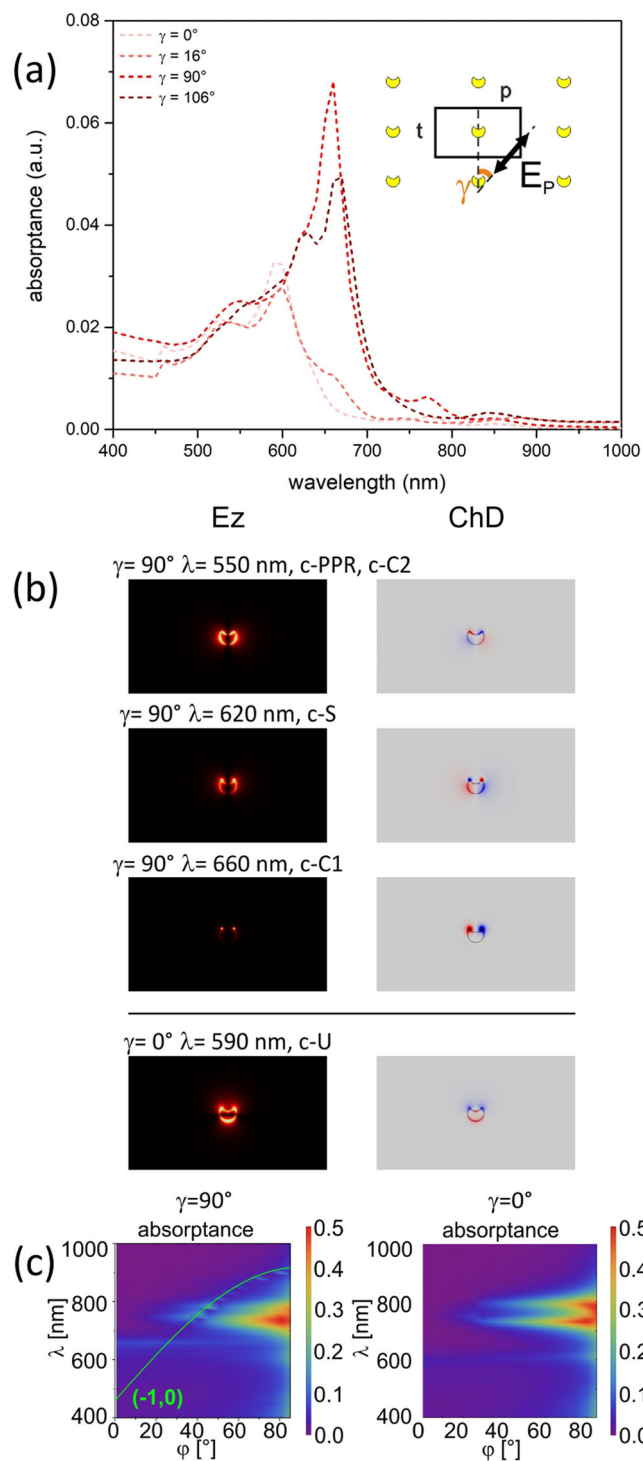 (a)
0.08
0.06
0.04
0.02
0.00
absorptance (a.u.)
γ = 0°
γ = 16°
γ = 90°
γ = 106°
p
t
γ
E_P
400 500 600 700 800 900 1000
wavelength (nm)
Ez ChD
(b)
γ= 90° λ= 550 nm, c-PPR, c-C2
γ= 90° λ= 620 nm, c-S
γ= 90° λ= 660 nm, c-C1
γ= 0° λ= 590 nm, c-U
(c)
γ=90°
absorptance
1000
800
600
400
λ [nm]
(-1,0)
0 20 40 60 80
φ [°]
0.5
0.4
0.3
0.2
0.1
0.0
γ=0°
absorptance
1000
800
600
400
λ [nm]
0 20 40 60 80
φ [°]
0.5
0.4
0.3
0.2
0.1
0.0